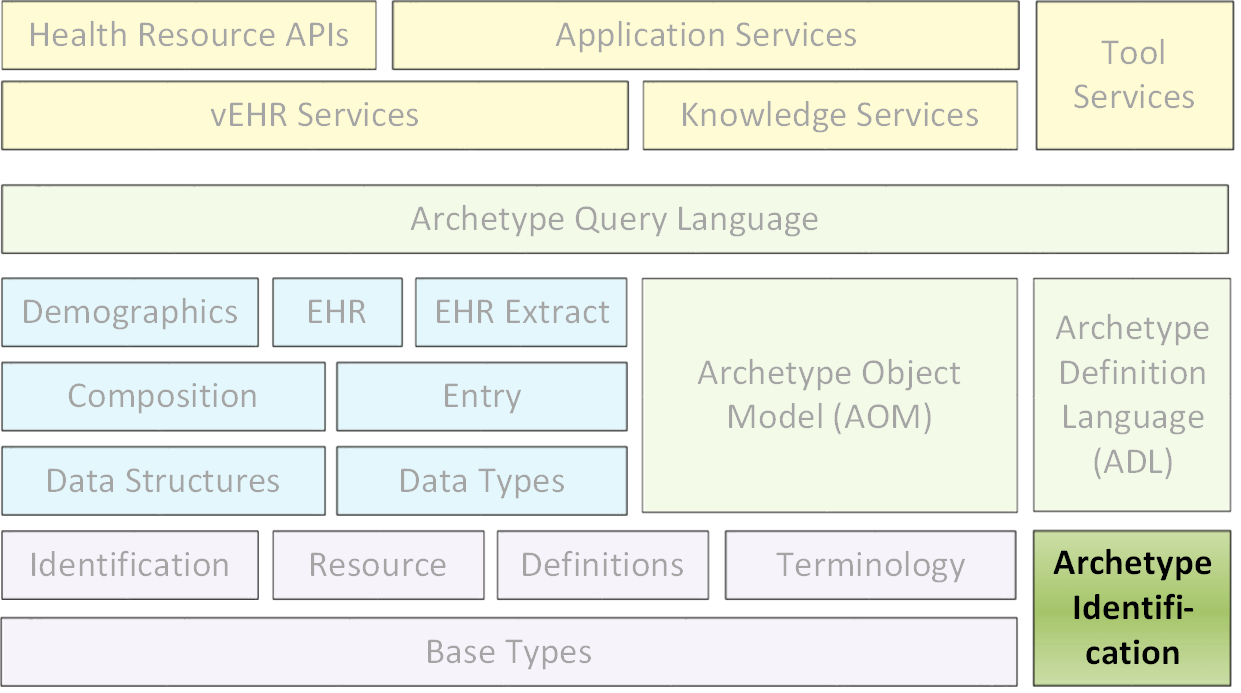 Health Resource APIs
Application Services
Tool
Services
vEHR Services
Knowledge Services
Archetype Query Language
Demographics
EHR
EHR Extract
Archetype Object
Model (AOM)
Archetype
Definition
Language
(ADL)
Composition
Entry
Data Structures
Data Types
Identification
Resource
Definitions
Terminology
Archetype
Identifi-
cation
Base Types